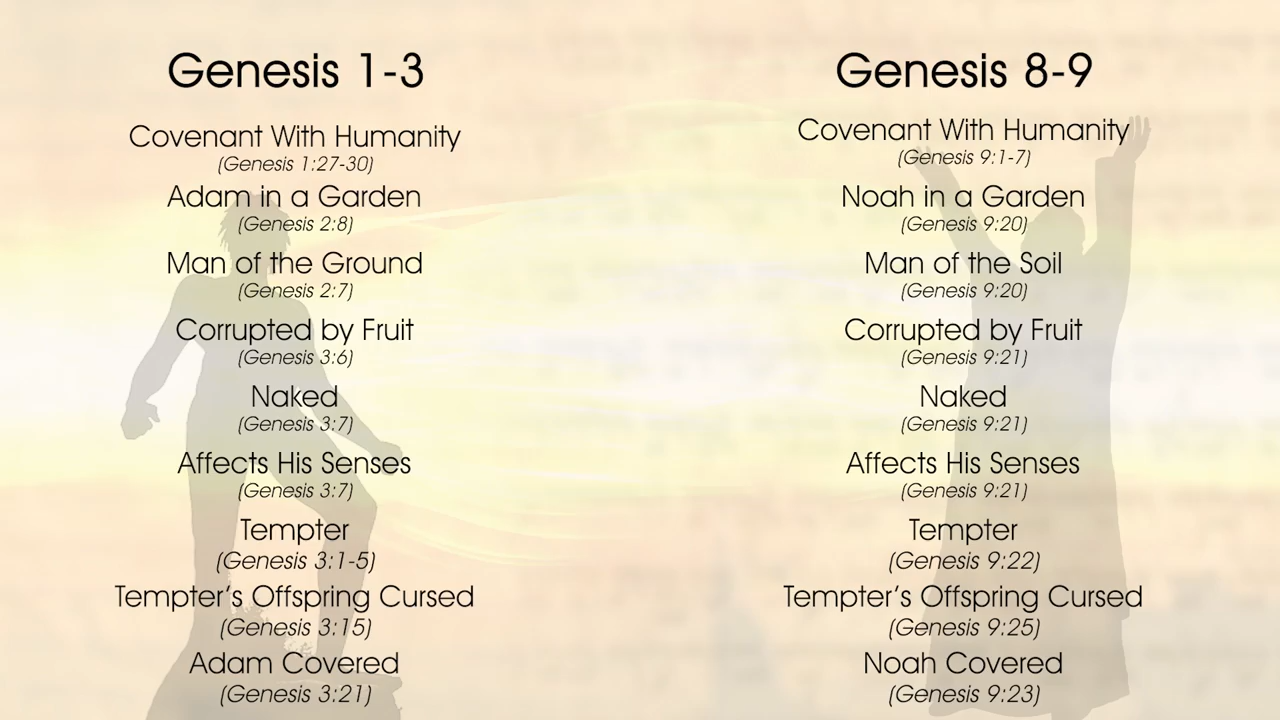 Genesis 1-3
Covenant With Humanity
(Genesis 1:27-30)
Adam in a Garden
(Genesis 2:8)
Man of the Ground
(Genesis 2:7)
Corrupted by Fruit
(Genesis 3:6)
Naked
(Genesis 3:7)
Affects His Senses
(Genesis 3:7)
Tempter
(Genesis 3:1-5)
Tempter's Offspring Cursed
(Genesis 3:15)
Adam Covered
(Genesis 3:21)
Genesis 8-9
Covenant With Humanity
(Genesis 9:1-7)
Noah in a Garden
(Genesis 9:20)
Man of the Soil
(Genesis 9:20)
Corrupted by Fruit
(Genesis 9:21)
Naked
(Genesis 9:21)
Affects His Senses
(Genesis 9:21)
Tempter
(Genesis 9:22)
Tempter's Offspring Cursed
(Genesis 9:25)
Noah Covered
(Genesis 9:23)